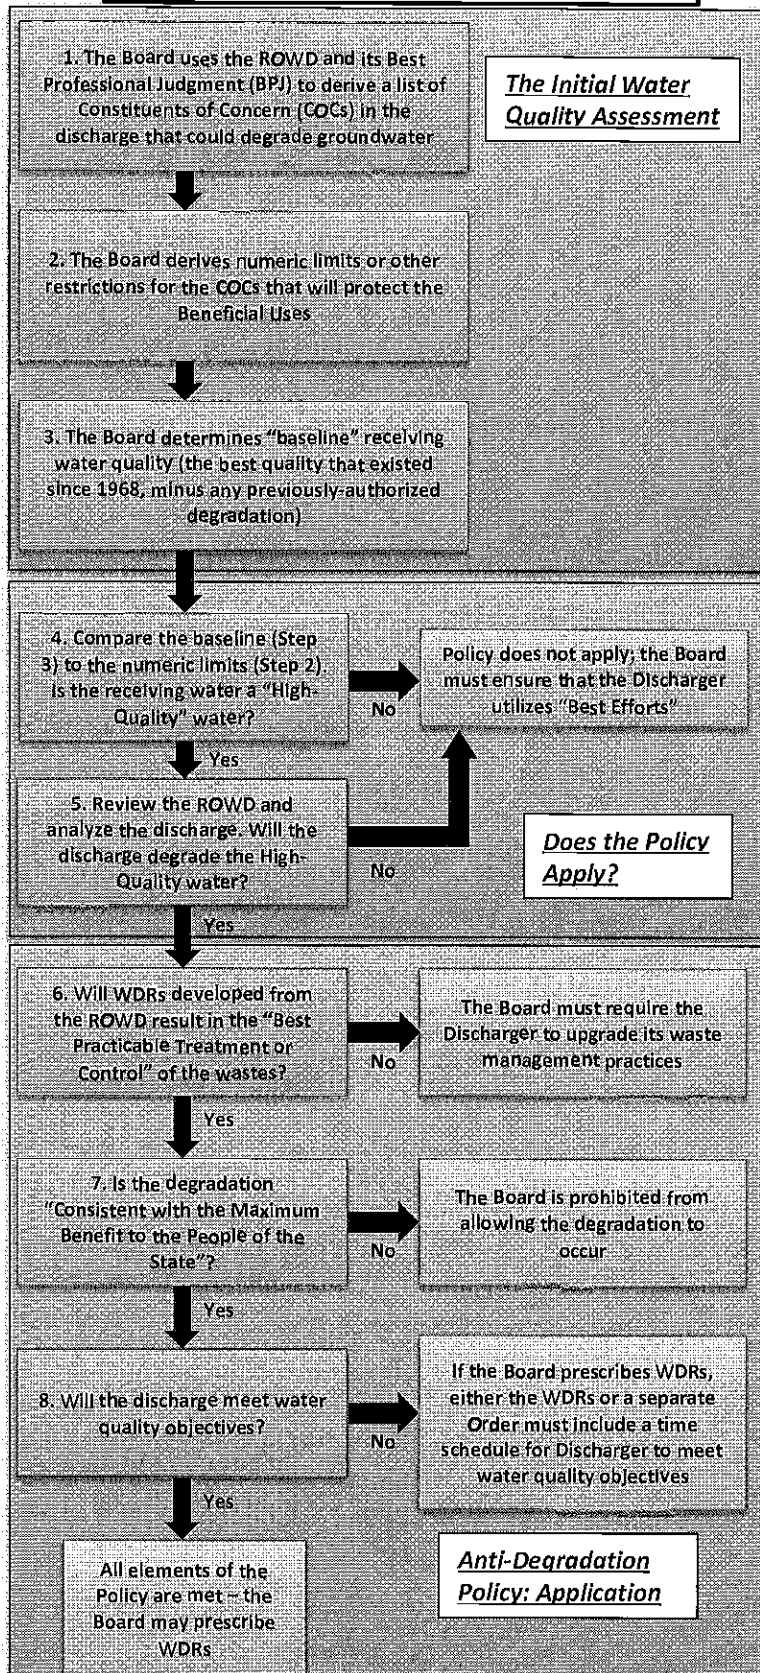 1. The Board uses the ROWD and its Best
Professional Judgment (BPJ) to derive a list of
Constituents of Concern (COCs) in the
discharge that could degrade groundwater
The Initial Water
Quality Assessment
2. The Board derives numeric limits or other
restrictions for the COCs that will protect the
Beneficial Uses
3. The Board determines "baseline" receiving
water quality (the best quality that existed
since 1968, minus any previously-authorized
degradation)
4. Compare the baseline (Step
3) to the numeric limits (Step 2).
Is the receiving water a "High-
Quality" water?
No
Policy does not apply; the Board
must ensure that the Discharger
utilizes "Best Efforts"
Yes
5. Review the ROWD and
analyze the discharge. Will the
discharge degrade the High-
Quality water?
No
Does the Policy
Apply?
Yes
6. Will WDRs developed from
the ROWD result in the "Best
Practicable Treatment or
Control" of the wastes?
No
The Board must require the
Discharger to upgrade its waste
management practices
Yes
7. Is the degradation
"Consistent with the Maximum
Benefit to the People of the
State"?
No
The Board is prohibited from
allowing the degradation to
occur
Yes
8. Will the discharge meet water
quality objectives?
No
If the Board prescribes WDRs,
either the WDRs or a separate
Order must include a time
schedule for Discharger to meet
water quality objectives
Yes
All elements of the
Policy are met – the
Board may prescribe
WDRs
Anti-Degradation
Policy: Application